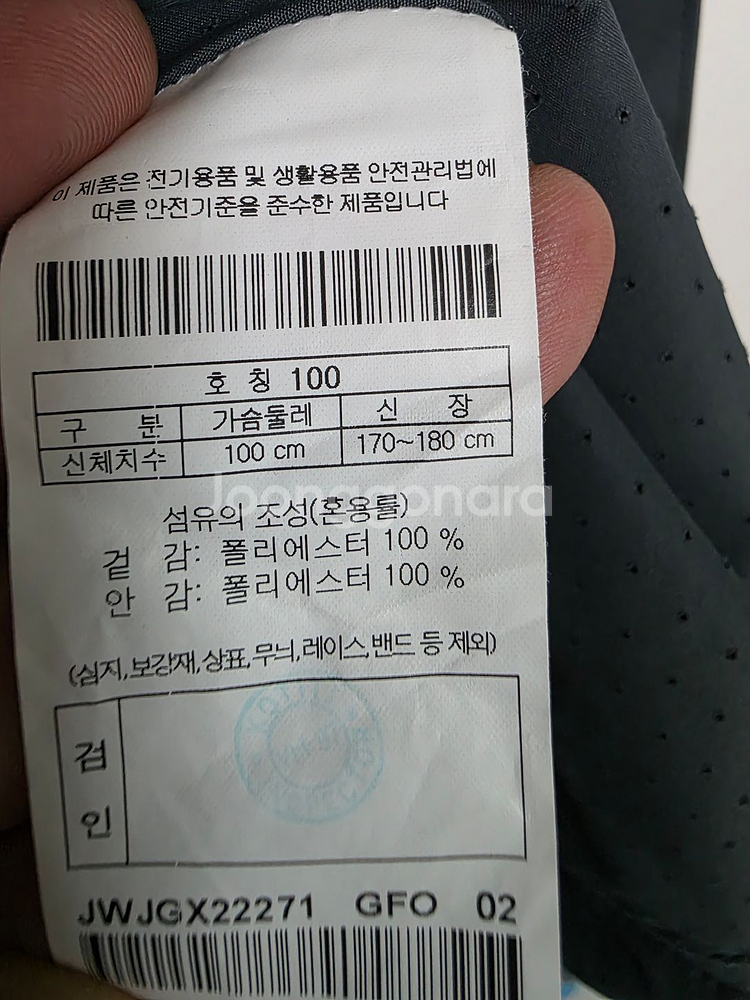 이 제품은 전기용품 및 생활용품 안전관리법에
따른 안전기준을 준수한 제품입니다
호 칭 100
구 분 가슴둘레 신 장
신체치수 100 cm 170~180 cm
Joonggonara
섬유의 조성(혼용률)
겉 감: 폴리에스터 100 %
안 감: 폴리에스터 100 %
(심지,보강재,상표,무늬,레이스,밴드 등 제외)
검
인
JWJGX22271 GFO 02